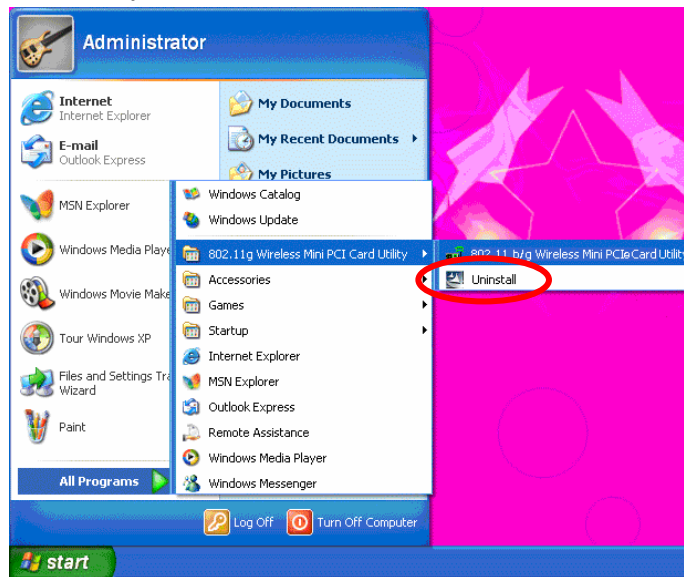 Administrator
Internet
Internet Explorer
E-mail
Outlook Express
MSN Explorer
Windows Media Playe
Windows Movie Make
Tour Windows XP
Files and Settings Tra
Wizard
Paint
All Programs
My Documents
My Recent Documents
My Pictures
Windows Catalog
Windows Update
802.11g Wireless Mini PCI Card Utility
Accessories
Games
Startup
Internet Explorer
MSN Explorer
Outlook Express
Remote Assistance
Windows Media Player
Windows Messenger
802.11 b/g Wireless Mini PCIe Card Utility
Uninstall
Log Off
Turn Off Computer
start